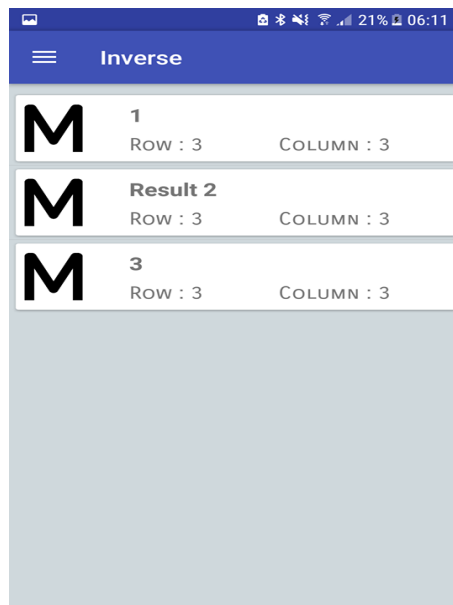 21% 06:11
Inverse
M
1
Row : 3 Column : 3
M
Result 2
Row : 3 Column : 3
M
3
Row : 3 Column : 3